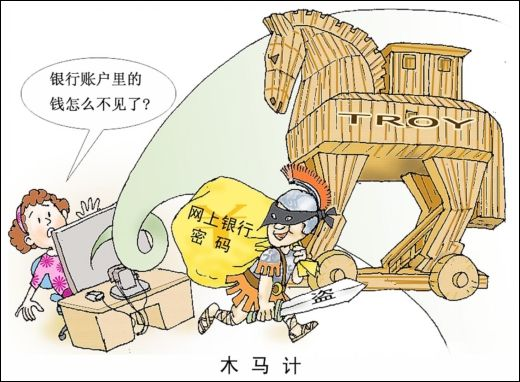 银行账户里的
钱怎么不见了?
TROY
网上银行
密码
盗
木马计